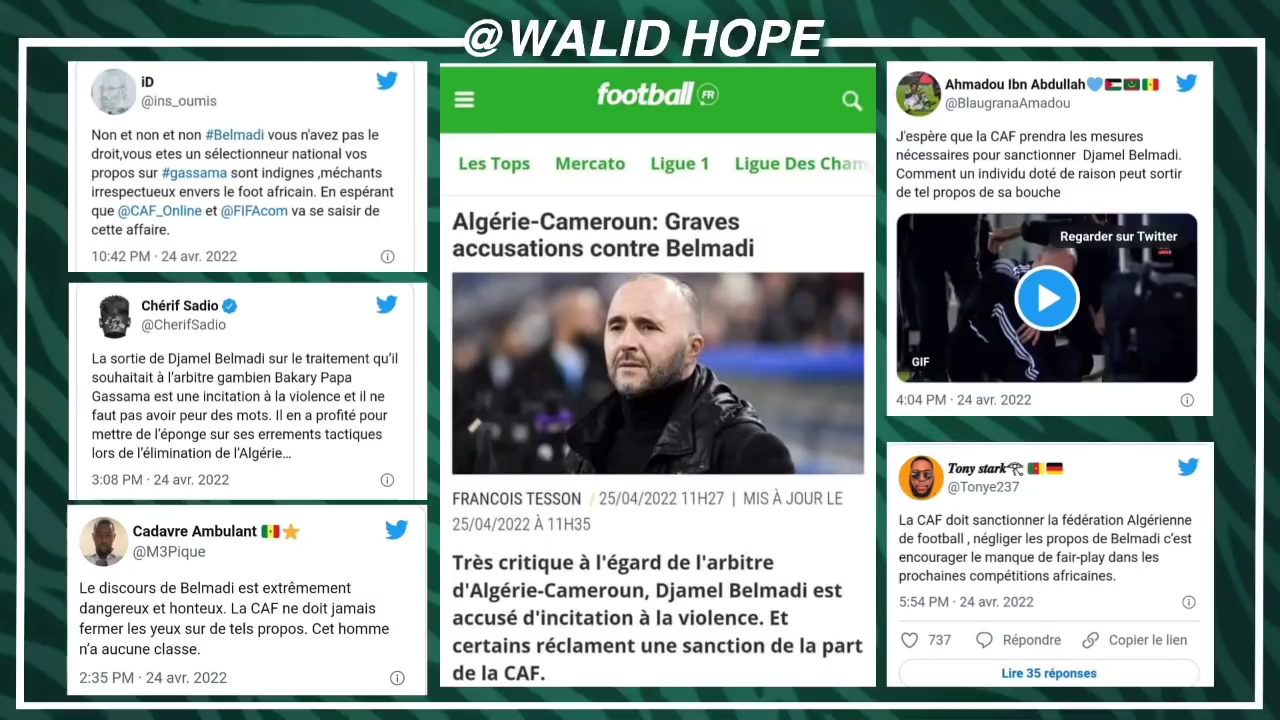 @WALID HOPE
iD
@ins_oumis
Non et non et non #Belmadi vous n'avez pas le
droit,vous etes un sélectionneur national vos
propos sur #gassama sont indignes ,méchants
irrespectueux envers le foot africain. En espérant
que @CAF_Online et @FIFAcom va se saisir de
cette affaire.
10:42 PM · 24 avr. 2022
Chérif Sadio
@CherifSadio
La sortie de Djamel Belmadi sur le traitement qu'il
souhaitait à l'arbitre gambien Bakary Papa
Gassama est une incitation à la violence et il ne
faut pas avoir peur des mots. Il en a profité pour
mettre de l'éponge sur ses errements tactiques
lors de l'élimination de l'Algérie...
3:08 PM · 24 avr. 2022
Cadavre Ambulant
@M3Pique
Le discours de Belmadi est extrêmement
dangereux et honteux. La CAF ne doit jamais
fermer les yeux sur de tels propos. Cet homme
n'a aucune classe.
2:35 PM · 24 avr. 2022
football FR
Les Tops Mercato Ligue 1 Ligue Des Cham
Algérie-Cameroun: Graves
accusations contre Belmadi
FRANCOIS TESSON / 25/04/2022 11H27 | MIS À JOUR LE
25/04/2022 À 11H35
Très critique à l'égard de l'arbitre
d'Algérie-Cameroun, Djamel Belmadi est
accusé d'incitation à la violence. Et
certains réclament une sanction de la part
de la CAF.
Ahmadou Ibn Abdullah
@BlaugranaAmadou
J'espère que la CAF prendra les mesures
nécessaires pour sanctionner Djamel Belmadi.
Comment un individu doté de raison peut sortir
de tel propos de sa bouche
Regarder sur Twitter
GIF
4:04 PM · 24 avr. 2022
Tony stark
@Tonye237
La CAF doit sanctionner la fédération Algérienne
de football , négliger les propos de Belmadi c'est
encourager le manque de fair-play dans les
prochaines compétitions africaines.
5:54 PM · 24 avr. 2022
737 Répondre Copier le lien
Lire 35 réponses